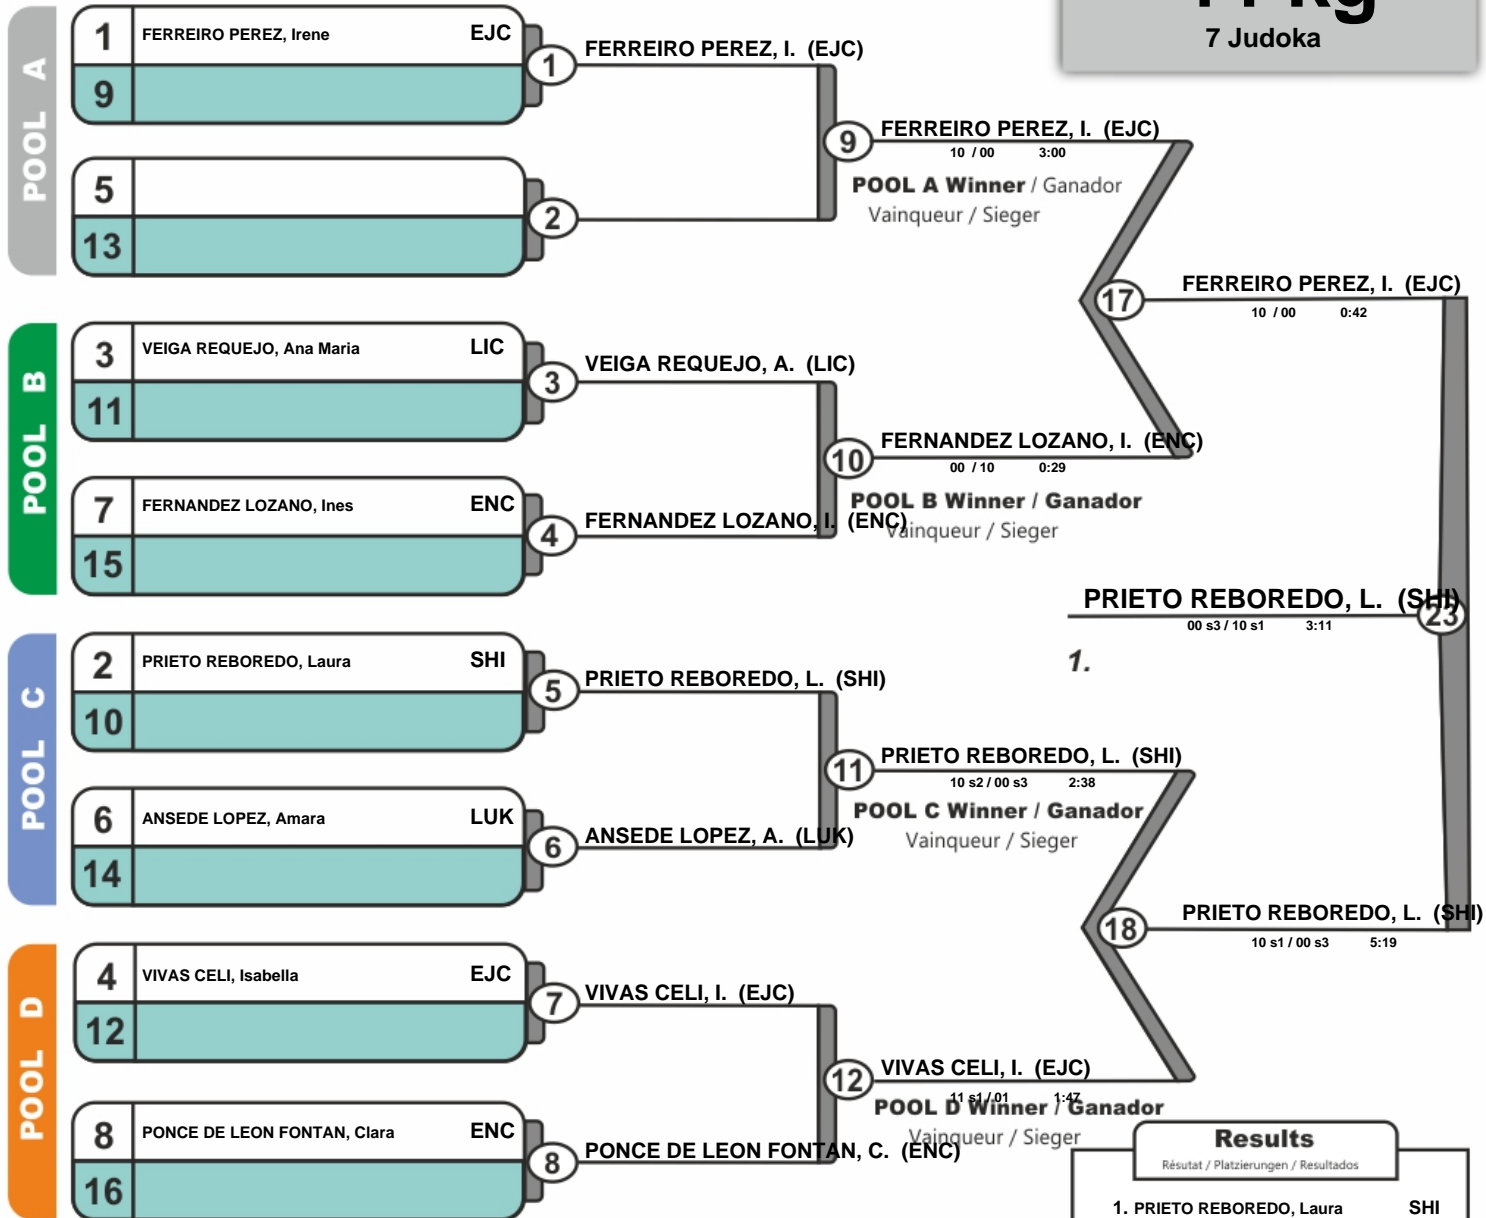 kg
7 Judoka
POOL A
1 FERREIRO PEREZ, Irene EJC
9
5
13
1 FERREIRO PEREZ, I. (EJC)
2
9 FERREIRO PEREZ, I. (EJC)
10 / 00 3:00
POOL A Winner / Ganador
Vainqueur / Sieger
17 FERREIRO PEREZ, I. (EJC)
10 / 00 0:42
POOL B
3 VEIGA REQUEJO, Ana Maria LIC
11
7 FERNANDEZ LOZANO, Ines ENC
15
3 VEIGA REQUEJO, A. (LIC)
4 FERNANDEZ LOZANO, I. (ENC)
10 FERNANDEZ LOZANO, I. (ENC)
00 / 10 0:29
POOL B Winner / Ganador
Vainqueur / Sieger
PRIETO REBOREDO, L. (SHI) 23
00 s3 / 10 s1 3:11
1.
POOL C
2 PRIETO REBOREDO, Laura SHI
10
6 ANSEDE LOPEZ, Amara LUK
14
5 PRIETO REBOREDO, L. (SHI)
6 ANSEDE LOPEZ, A. (LUK)
11 PRIETO REBOREDO, L. (SHI)
10 s2 / 00 s3 2:38
POOL C Winner / Ganador
Vainqueur / Sieger
18 PRIETO REBOREDO, L. (SHI)
10 s1 / 00 s3 5:19
POOL D
4 VIVAS CELI, Isabella EJC
12
8 PONCE DE LEON FONTAN, Clara ENC
16
7 VIVAS CELI, I. (EJC)
8 PONCE DE LEON FONTAN, C. (ENC)
12 VIVAS CELI, I. (EJC)
11 s1 / 01 1:47
POOL D Winner / Ganador
Vainqueur / Sieger
Results
Résutat / Platzierungen / Resultados
1. PRIETO REBOREDO, Laura SHI